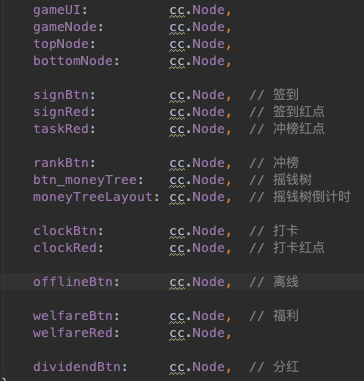 gameUI: cc.Node,
gameNode: cc.Node,
topNode: cc.Node,
bottomNode: cc.Node,
signBtn: cc.Node, // 签到
signRed: cc.Node, // 签到红点
taskRed: cc.Node, // 冲榜红点
rankBtn: cc.Node, // 冲榜
btn_moneyTree: cc.Node, // 摇钱树
moneyTreeLayout: cc.Node, // 摇钱树倒计时
clockBtn: cc.Node, // 打卡
clockRed: cc.Node, // 打卡红点
offlineBtn: cc.Node, // 离线
welfareBtn: cc.Node, // 福利
welfareRed: cc.Node,
dividendBtn: cc.Node, // 分红